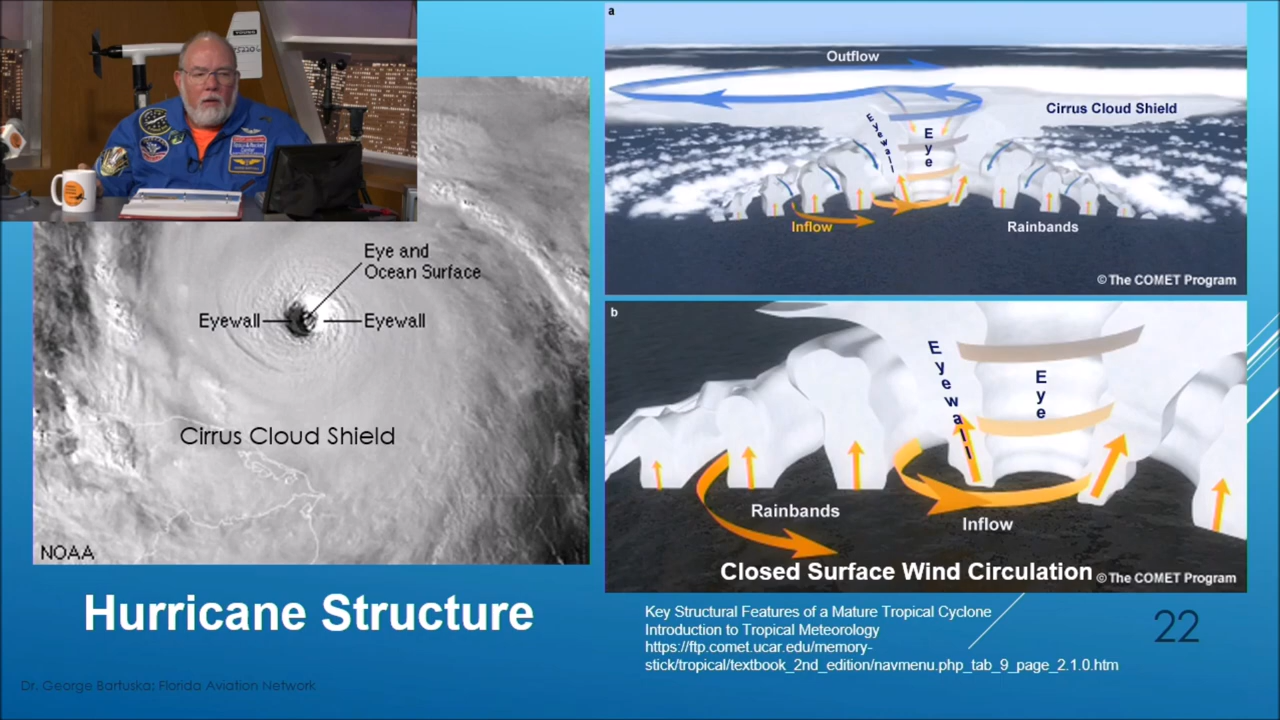 YOUNG
Eye and
Ocean Surface
Eyewall
Eyewall
Cirrus Cloud Shield
NOAA
Hurricane Structure
a
Outflow
Cirrus Cloud Shield
Eyewall
Eye
Inflow
Rainbands
©The COMET Program
b
Eyewall
Eye
Rainbands
Inflow
Closed Surface Wind Circulation
©The COMET Program
Key Structural Features of a Mature Tropical Cyclone
Introduction to Tropical Meteorology
https://ftp.comet.ucar.edu/memory-
stick/tropical/textbook_2nd_edition/navmenu.php_tab_9_page_2.1.0.htm
22
Dr. George Bartuska: Florida Aviation Network